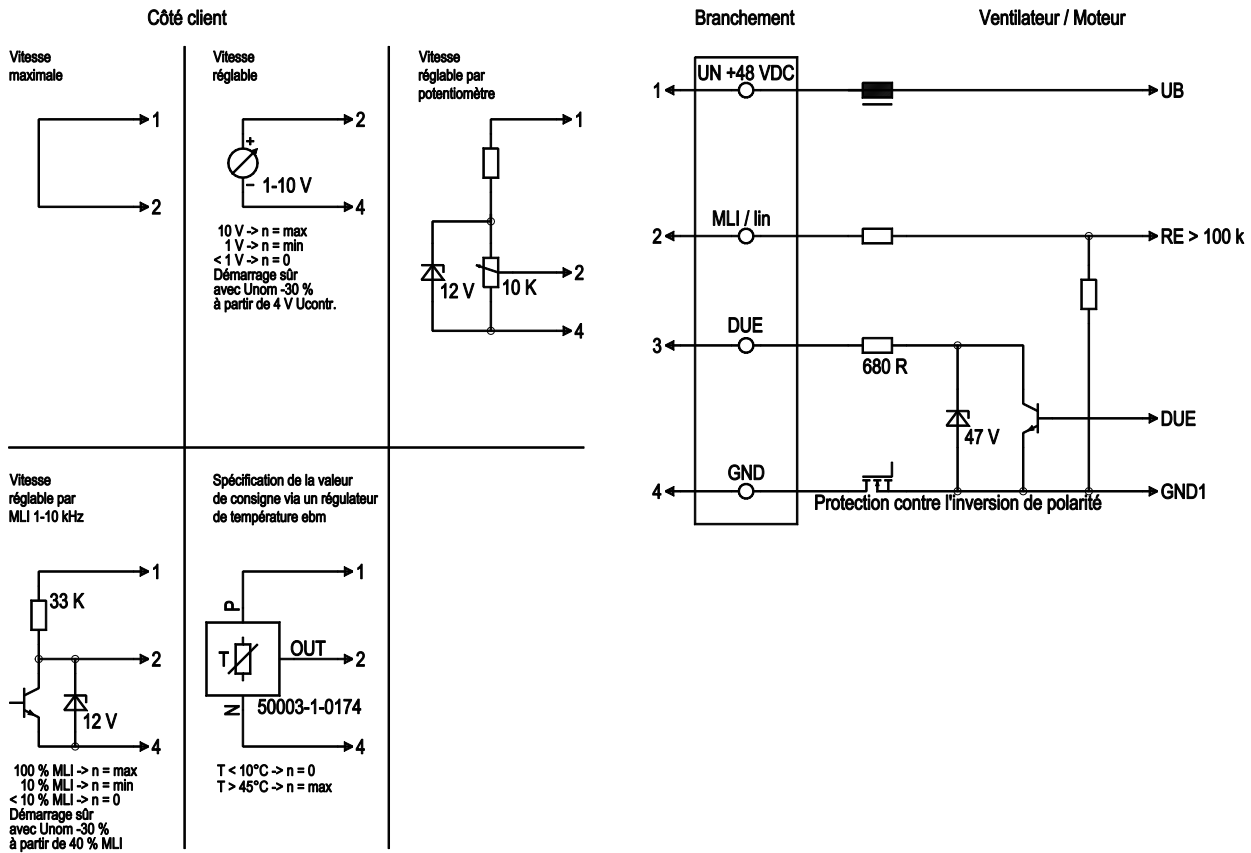 Côté client
Vitesse
maximale
1
2
Vitesse
réglable
2
+
1-10 V
–
4
10 V -> n = max
1 V -> n = min
< 1 V -> n = 0
Démarrage sûr
avec Unom -30 %
à partir de 4 V Ucontr.
Vitesse
réglable par
potentiomètre
1
2
12 V
10 K
4
Vitesse
réglable par
MLI 1-10 kHz
1
33 K
2
12 V
4
100 % MLI -> n = max
10 % MLI -> n = min
< 10 % MLI -> n = 0
Démarrage sûr
avec Unom -30 %
à partir de 40 % MLI
Spécification de la valeur
de consigne via un régulateur
de température ebm
1
P
T
OUT
2
N
50003-1-0174
4
T < 10°C -> n = 0
T > 45°C -> n = max
Branchement
Ventilateur / Moteur
UN +48 VDC
1
UB
MLI / lin
2
RE > 100 k
DUE
3
680 R
47 V
DUE
GND
4
GND1
Protection contre l'inversion de polarité